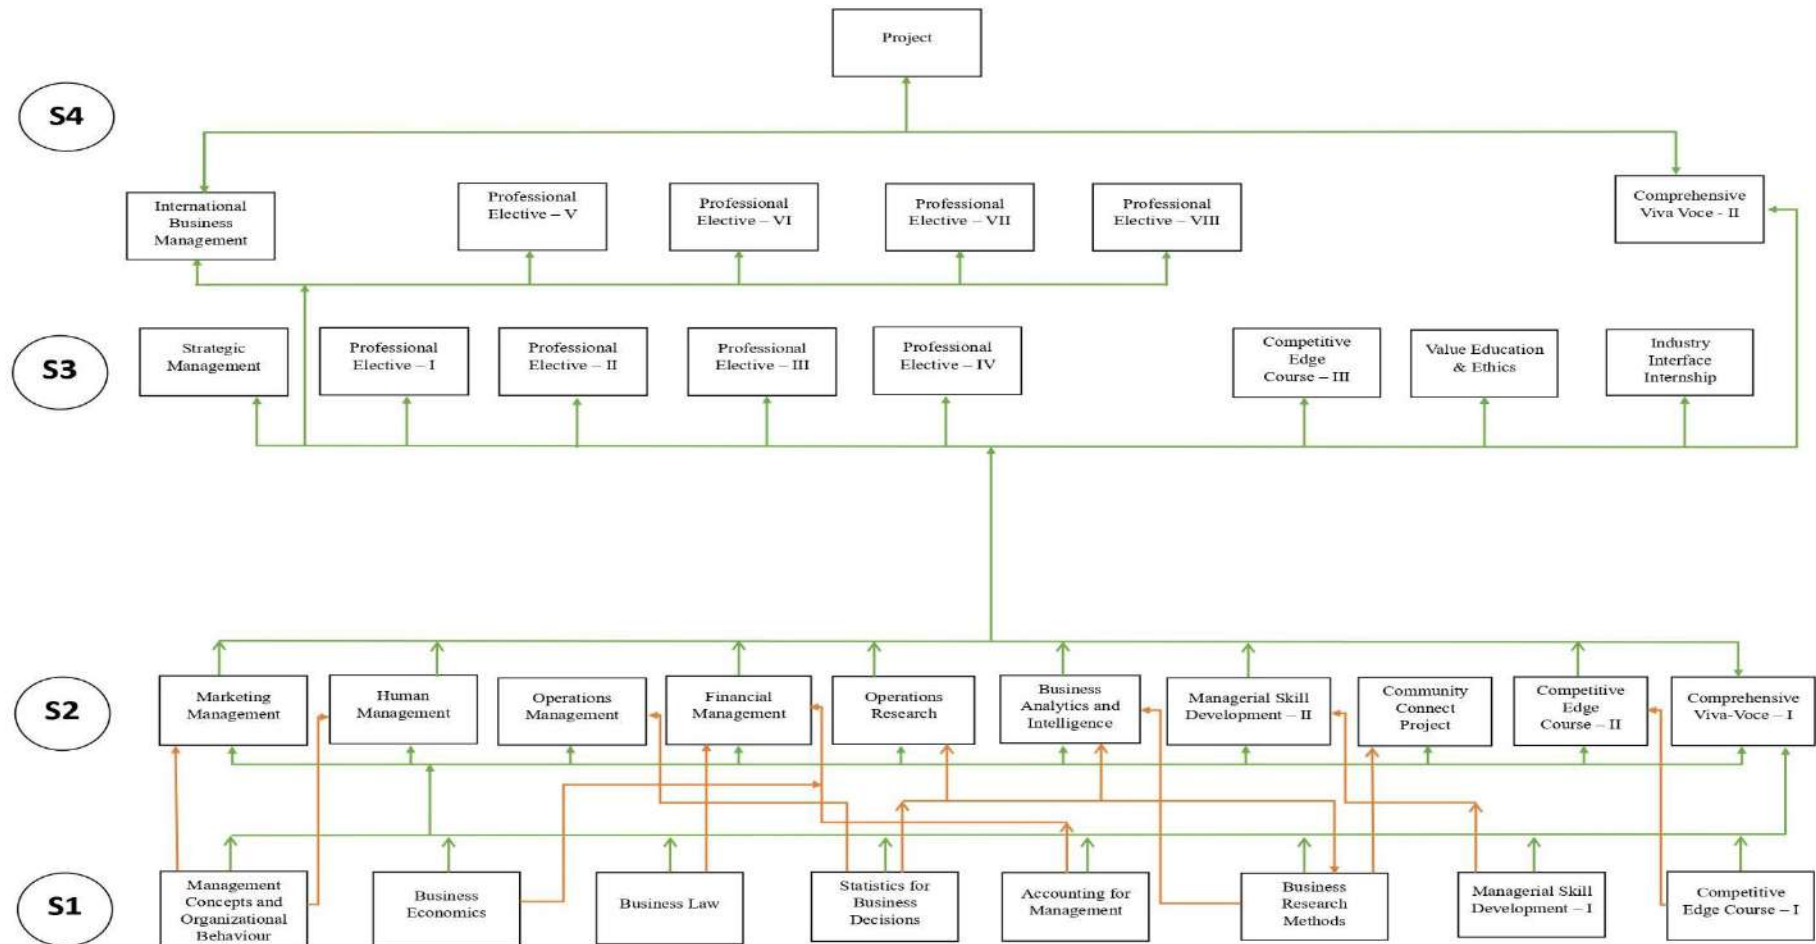 Project
S4
International
Business
Management
Professional
Elective – V
Professional
Elective – VI
Professional
Elective – VII
Professional
Elective – VIII
Comprehensive
Viva Voce - II
S3
Strategic
Management
Professional
Elective – I
Professional
Elective – II
Professional
Elective – III
Professional
Elective – IV
Competitive
Edge
Course – III
Value Education
& Ethics
Industry
Interface
Internship
S2
Marketing
Management
Human
Management
Operations
Management
Financial
Management
Operations
Research
Business
Analytics and
Intelligence
Managerial Skill
Development – II
Community
Connect
Project
Competitive
Edge
Course – II
Comprehensive
Viva-Voce – I
S1
Management
Concepts and
Organizational
Behaviour
Business
Economics
Business Law
Statistics for
Business
Decisions
Accounting for
Management
Business
Research
Methods
Managerial Skill
Development – I
Competitive
Edge Course – I